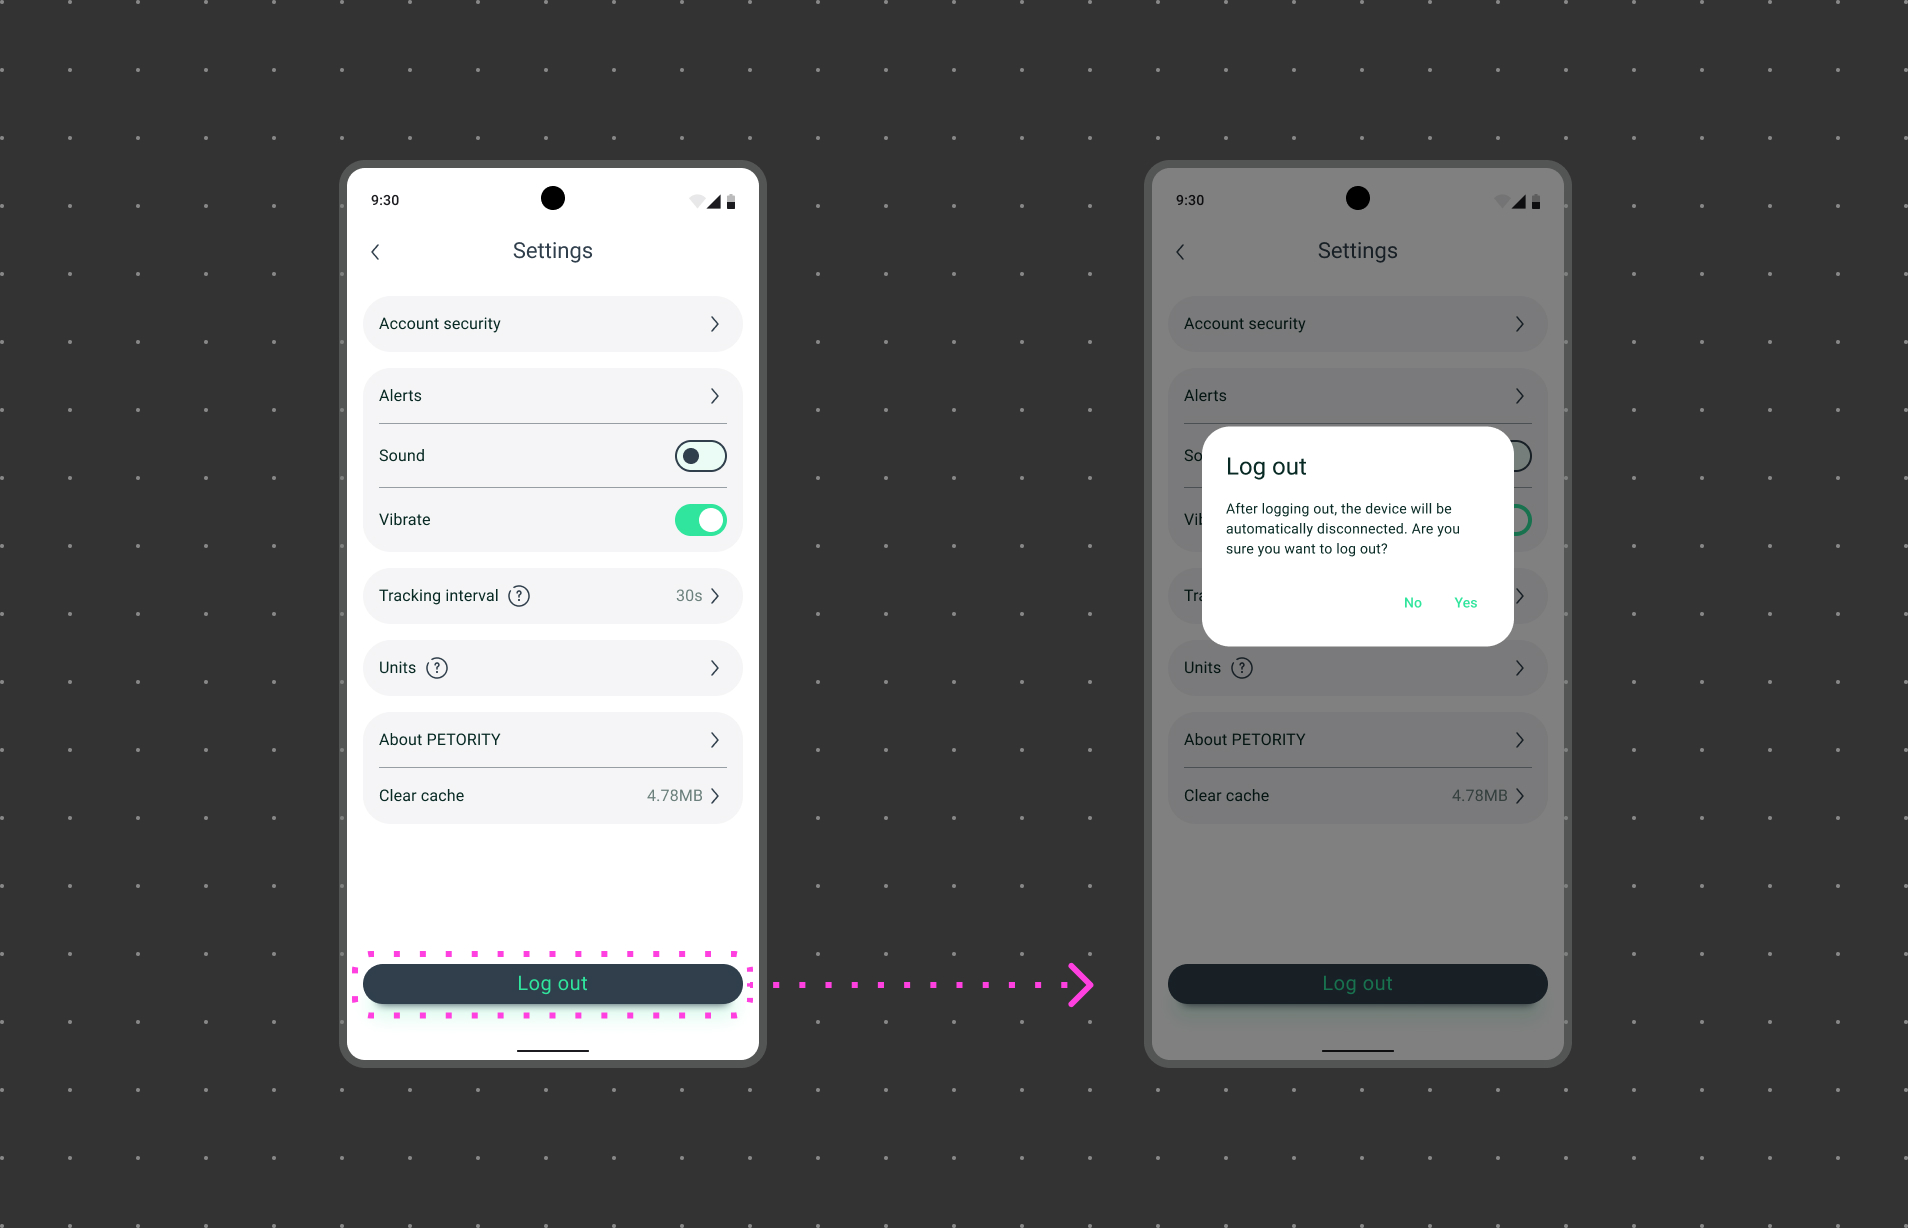 9:30
Settings
Account security
Alerts
Sound
Vibrate
Tracking interval ? 30s
Units ?
About PETORITY
Clear cache 4.78MB
Log out
9:30
Settings
Account security
Alerts
So
Vib
Log out
After logging out, the device will be
automatically disconnected. Are you
sure you want to log out?
No Yes
Tra
Units ?
About PETORITY
Clear cache 4.78MB
Log out